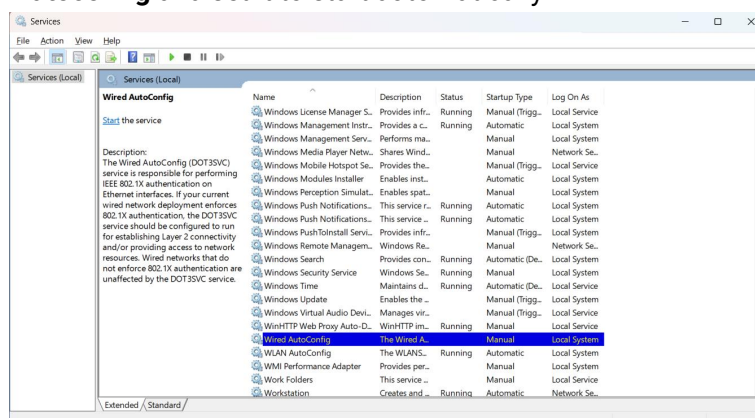 Services
File Action View Help
Services (Local)
Services (Local)
Wired AutoConfig
Start the service
Description:
The Wired AutoConfig (DOT3SVC)
service is responsible for performing
IEEE 802.1X authentication on
Ethernet interfaces. If your current
wired network deployment enforces
802.1X authentication, the DOT3SVC
service should be configured to run
for establishing Layer 2 connectivity
and/or providing access to network
resources. Wired networks that do
not enforce 802.1X authentication are
unaffected by the DOT3SVC service.
Name Description Status Startup Type Log On As
Windows License Manager S... Provides infr... Running Manual (Trigg... Local Service
Windows Management Instr... Provides a c... Running Automatic Local System
Windows Management Serv... Performs ma... Manual Local System
Windows Media Player Netw... Shares Wind... Manual Network Se...
Windows Mobile Hotspot Se... Provides the... Manual (Trigg... Local Service
Windows Modules Installer Enables inst... Automatic Local System
Windows Perception Simulat... Enables spat... Manual Local System
Windows Push Notifications... This service r... Running Automatic Local System
Windows Push Notifications... This service ... Running Automatic Local System
Windows PushToInstall Servi... Provides infr... Manual (Trigg... Local System
Windows Remote Managem... Windows Re... Manual Network Se...
Windows Search Provides con... Running Automatic (De... Local System
Windows Security Service Windows Se... Running Manual Local System
Windows Time Maintains d... Running Automatic (De... Local Service
Windows Update Enables the ... Manual (Trigg... Local System
Windows Virtual Audio Devi... Manages vir... Manual (Trigg... Local Service
WinHTTP Web Proxy Auto-D... WinHTTP im... Running Manual Local Service
Wired AutoConfig The Wired A... Manual Local System
WLAN AutoConfig The WLANS... Running Automatic Local System
WMI Performance Adapter Provides per... Manual Local System
Work Folders This service ... Manual Local Service
Workstation Creates and ... Running Automatic Network Se...
Extended Standard